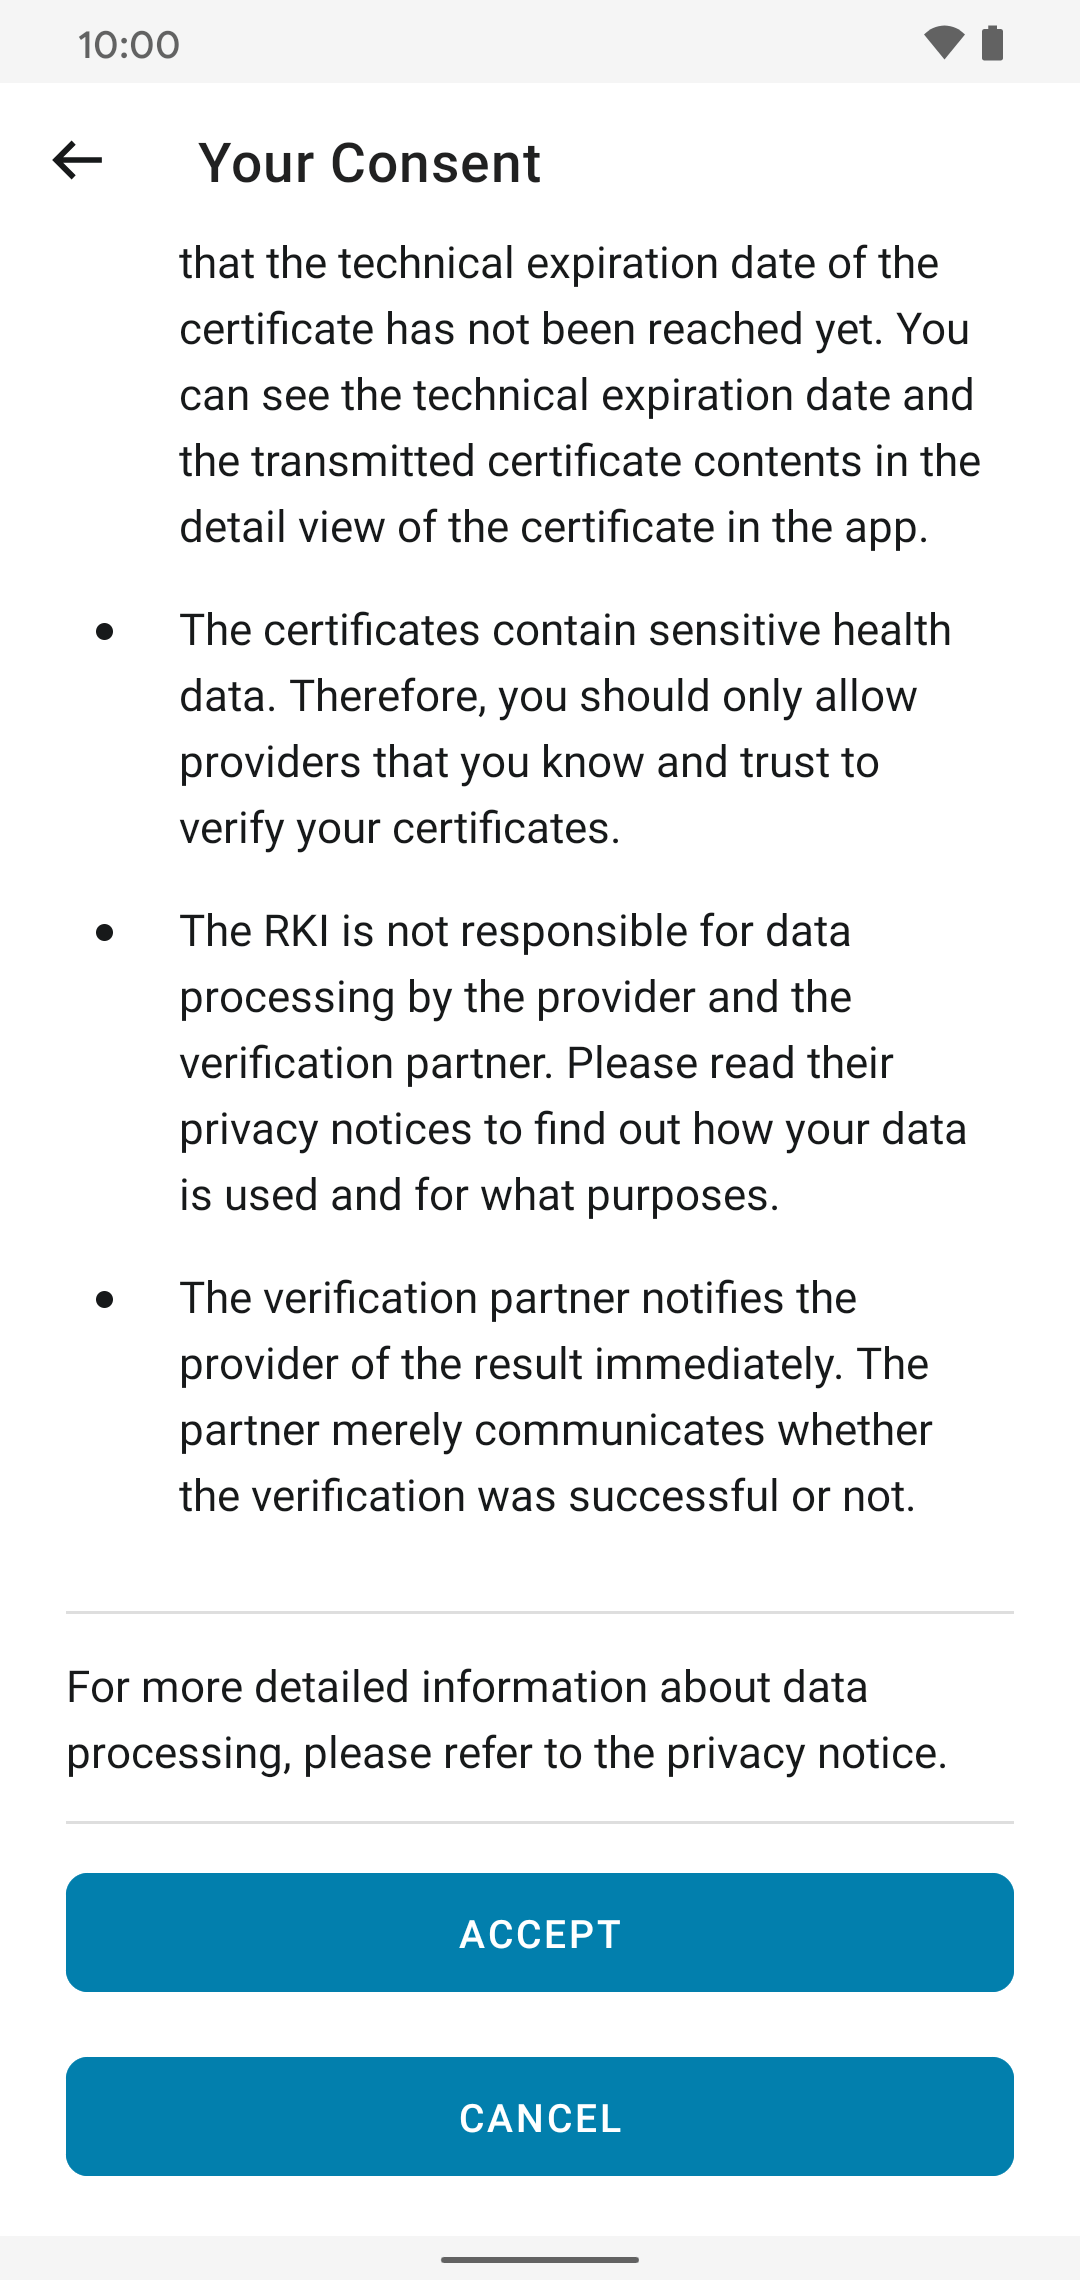 10:00
Your Consent
that the technical expiration date of the
certificate has not been reached yet. You
can see the technical expiration date and
the transmitted certificate contents in the
detail view of the certificate in the app.
• The certificates contain sensitive health
data. Therefore, you should only allow
providers that you know and trust to
verify your certificates.
• The RKI is not responsible for data
processing by the provider and the
verification partner. Please read their
privacy notices to find out how your data
is used and for what purposes.
• The verification partner notifies the
provider of the result immediately. The
partner merely communicates whether
the verification was successful or not.
For more detailed information about data
processing, please refer to the privacy notice.
ACCEPT
CANCEL